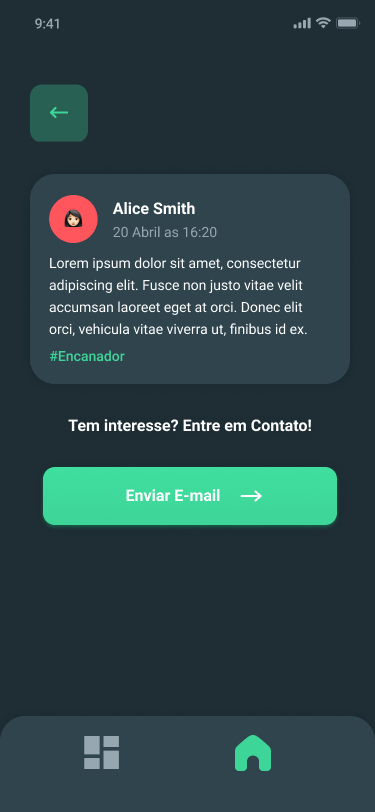 9:41
Alice Smith
20 Abril as 16:20
Lorem ipsum dolor sit amet, consectetur
adipiscing elit. Fusce non justo vitae velit
accumsan laoreet eget at orci. Donec elit
orci, vehicula vitae viverra ut, finibus id ex.
#Encanador
Tem interesse? Entre em Contato!
Enviar E-mail